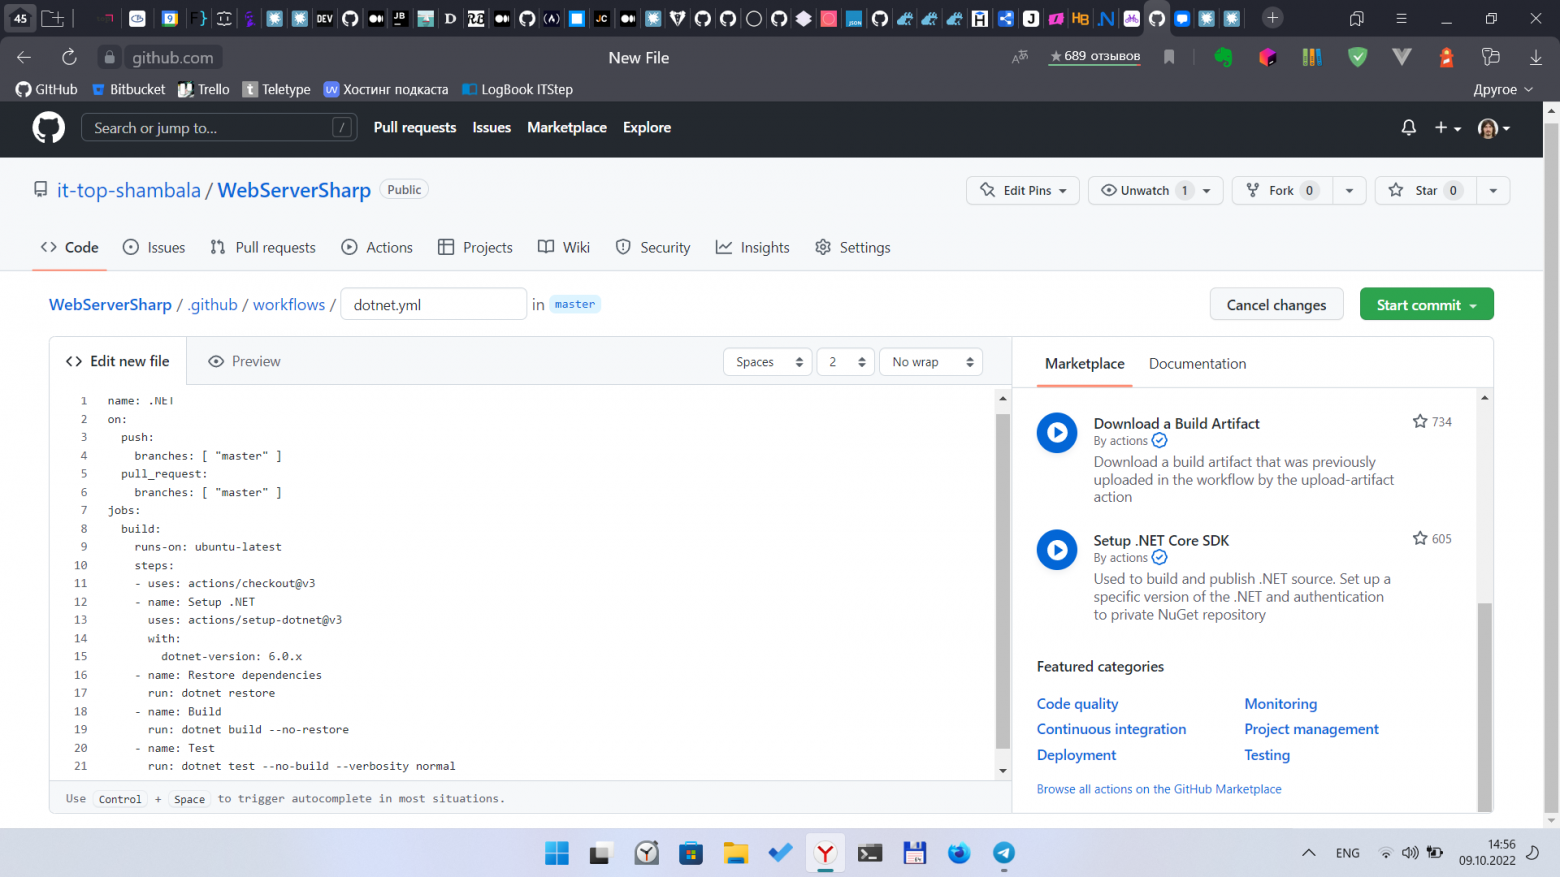 45
github.com
New File
★ 689 отзывов
GitHub
Bitbucket
Trello
Teletype
Хостинг подкаста
LogBook ITStep
Другое
Search or jump to...
/
Pull requests
Issues
Marketplace
Explore
it-top-shambala / WebServerSharp
Public
Edit Pins
Unwatch 1
Fork 0
Star 0
Code
Issues
Pull requests
Actions
Projects
Wiki
Security
Insights
Settings
WebServerSharp / .github / workflows / dotnet.yml in master
Cancel changes
Start commit
<> Edit new file
Preview
Spaces
2
No wrap
1 name: .NET
2 on:
3 push:
4 branches: [ "master" ]
5 pull_request:
6 branches: [ "master" ]
7 jobs:
8 build:
9 runs-on: ubuntu-latest
10 steps:
11 - uses: actions/checkout@v3
12 - name: Setup .NET
13 uses: actions/setup-dotnet@v3
14 with:
15 dotnet-version: 6.0.x
16 - name: Restore dependencies
17 run: dotnet restore
18 - name: Build
19 run: dotnet build --no-restore
20 - name: Test
21 run: dotnet test --no-build --verbosity normal
Use Control + Space to trigger autocomplete in most situations.
Marketplace
Documentation
Download a Build Artifact
734
By actions
Download a build artifact that was previously
uploaded in the workflow by the upload-artifact
action
Setup .NET Core SDK
605
By actions
Used to build and publish .NET source. Set up a
specific version of the .NET and authentication
to private NuGet repository
Featured categories
Code quality
Monitoring
Continuous integration
Project management
Deployment
Testing
Browse all actions on the GitHub Marketplace
ENG
14:56
09.10.2022